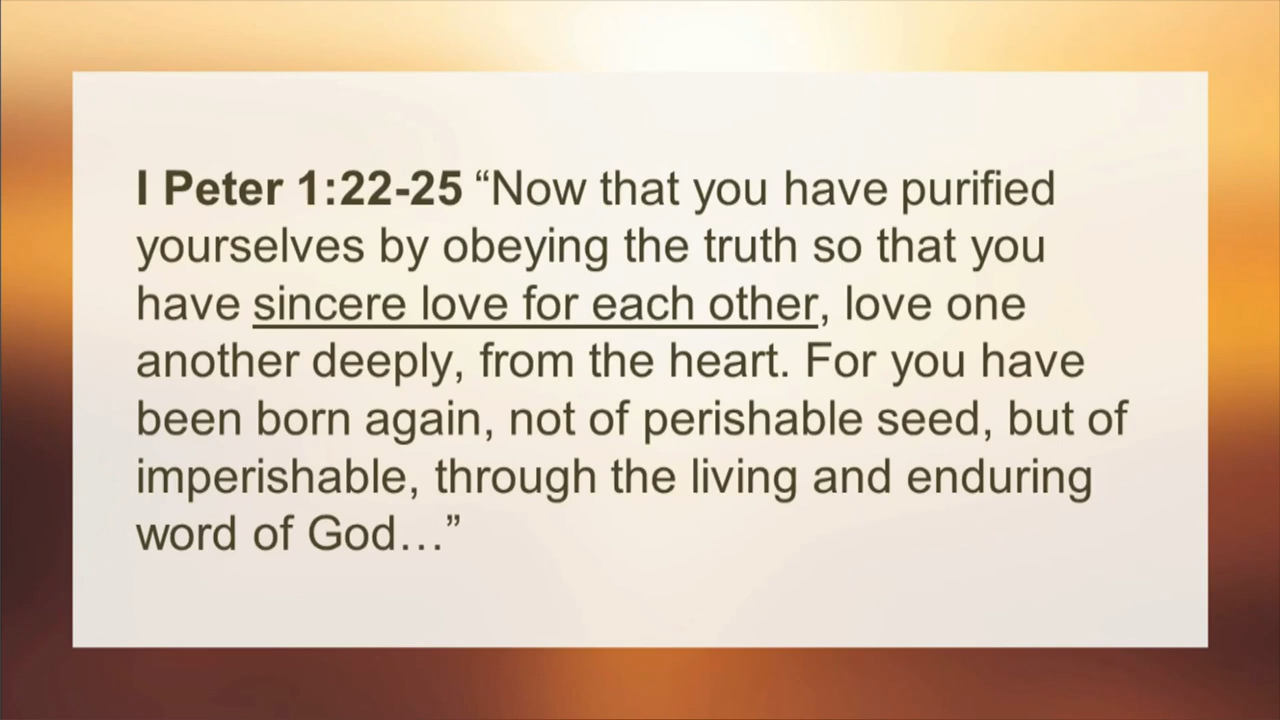 I Peter 1:22-25 “Now that you have purified
yourselves by obeying the truth so that you
have sincere love for each other, love one
another deeply, from the heart. For you have
been born again, not of perishable seed, but of
imperishable, through the living and enduring
word of God…”